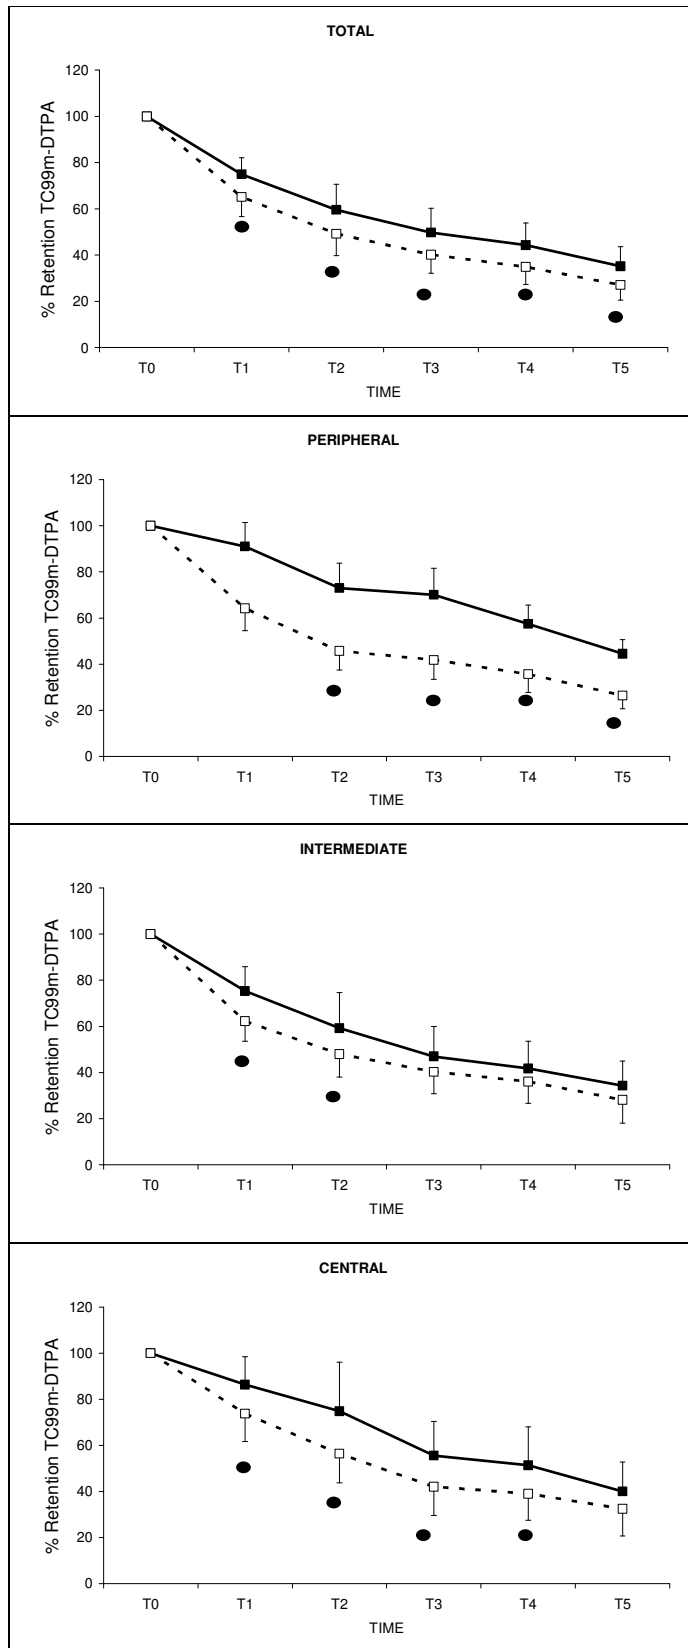 TOTAL
% Retention TC99m-DTPA
120
100
80
60
40
20
0
T0 T1 T2 T3 T4 T5
TIME
PERIPHERAL
% Retention TC99m-DTPA
120
100
80
60
40
20
0
T0 T1 T2 T3 T4 T5
TIME
INTERMEDIATE
% Retention TC99m-DTPA
120
100
80
60
40
20
0
T0 T1 T2 T3 T4 T5
TIME
CENTRAL
% Retention TC99m-DTPA
120
100
80
60
40
20
0
T0 T1 T2 T3 T4 T5
TIME